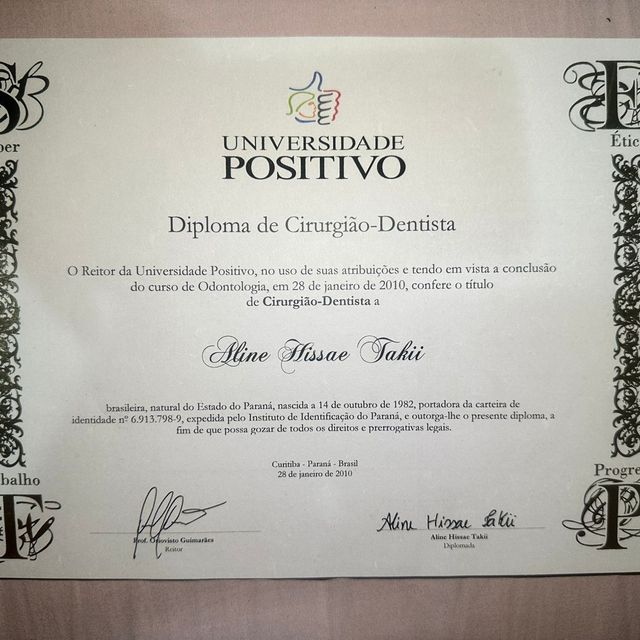 S
ber
E
Étic
UNIVERSIDADE
POSITIVO
Diploma de Cirurgião-Dentista
O Reitor da Universidade Positivo, no uso de suas atribuições e tendo em vista a conclusão
do curso de Odontologia, em 28 de janeiro de 2010, confere o título
de Cirurgião-Dentista a
Aline Hissae Takii
brasileira, natural do Estado do Paraná, nascida a 14 de outubro de 1982, portadora da carteira de
identidade nº 6.913.798-9, expedida pelo Instituto de Identificação do Paraná, e outorga-lhe o presente diploma, a
fim de que possa gozar de todos os direitos e prerrogativas legais.
Curitiba - Paraná - Brasil
28 de janeiro de 2010
balho
T
Progre
P
Prof. Oriovisto Guimarães
Reitor
Aline Hissae Takii
Aline Hissae Takii
Diplomada